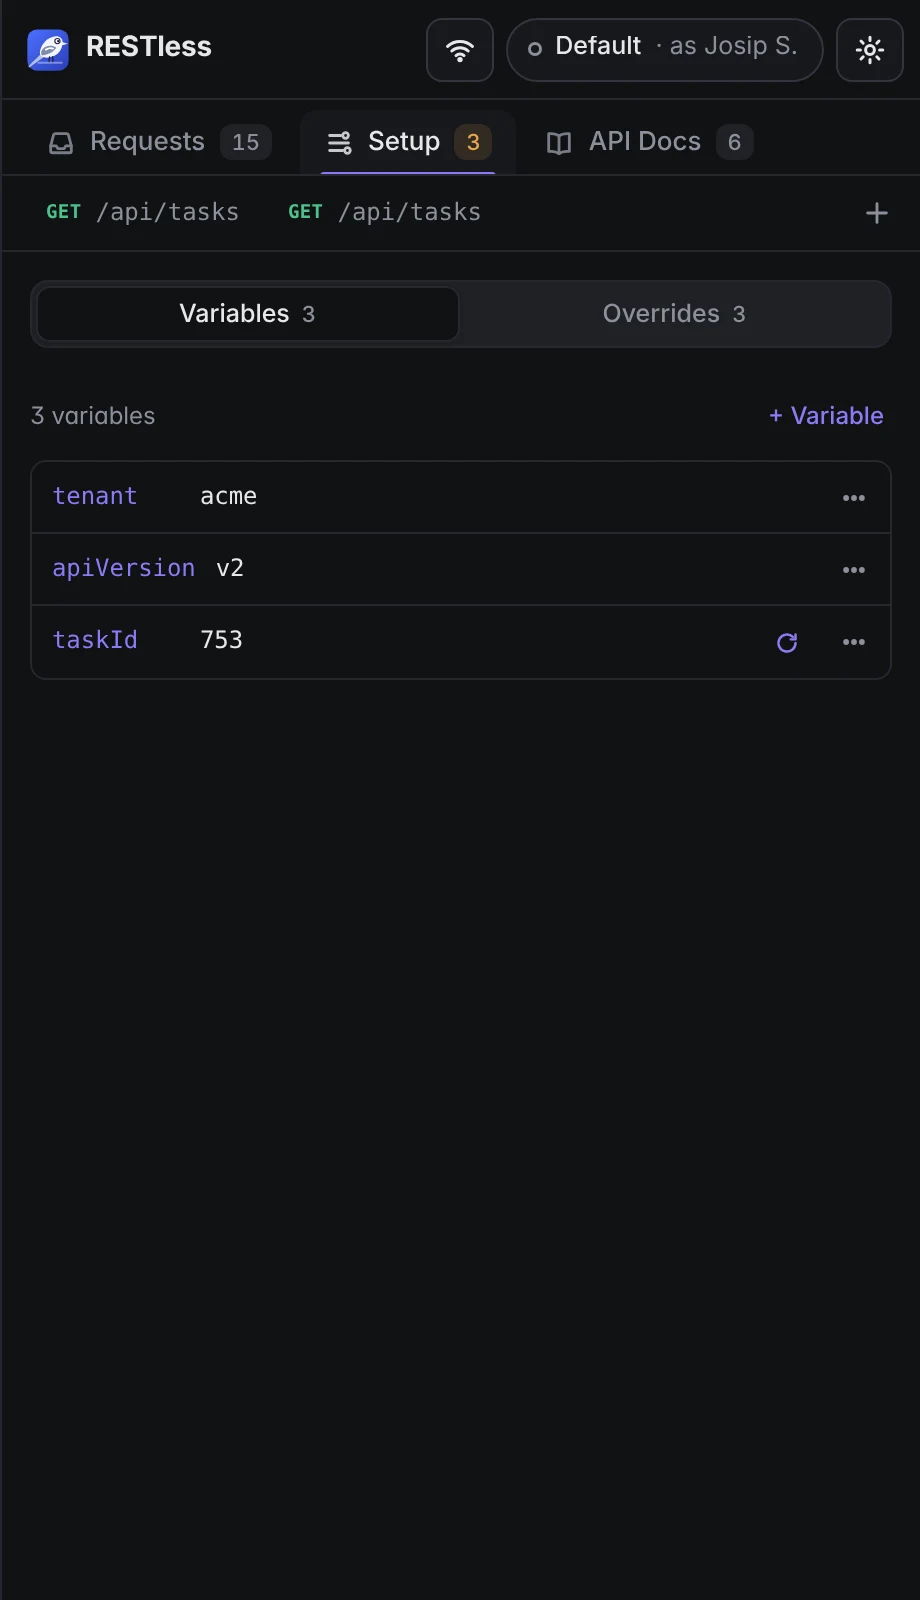 RESTless
Default · as Josip S.
Requests 15
Setup 3
API Docs 6
GET /api/tasks
GET /api/tasks
+
Variables 3
Overrides 3
3 variables
+ Variable
tenant acme
apiVersion v2
taskId 753